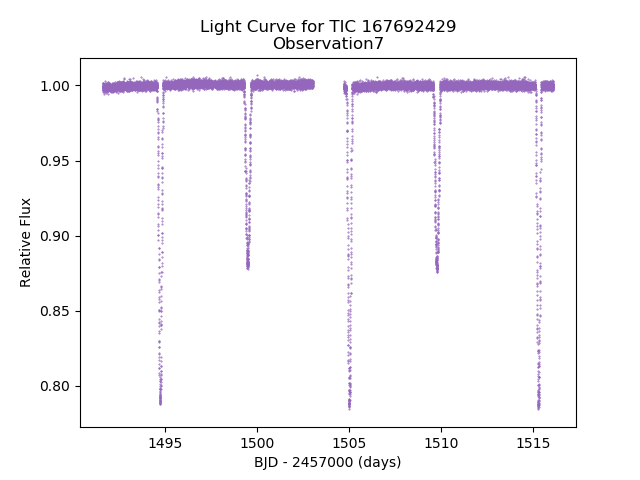 Light Curve for TIC 167692429
Observation7
1.00
0.95
0.90
0.85
0.80
Relative Flux
1495
1500
1505
1510
1515
BJD - 2457000 (days)